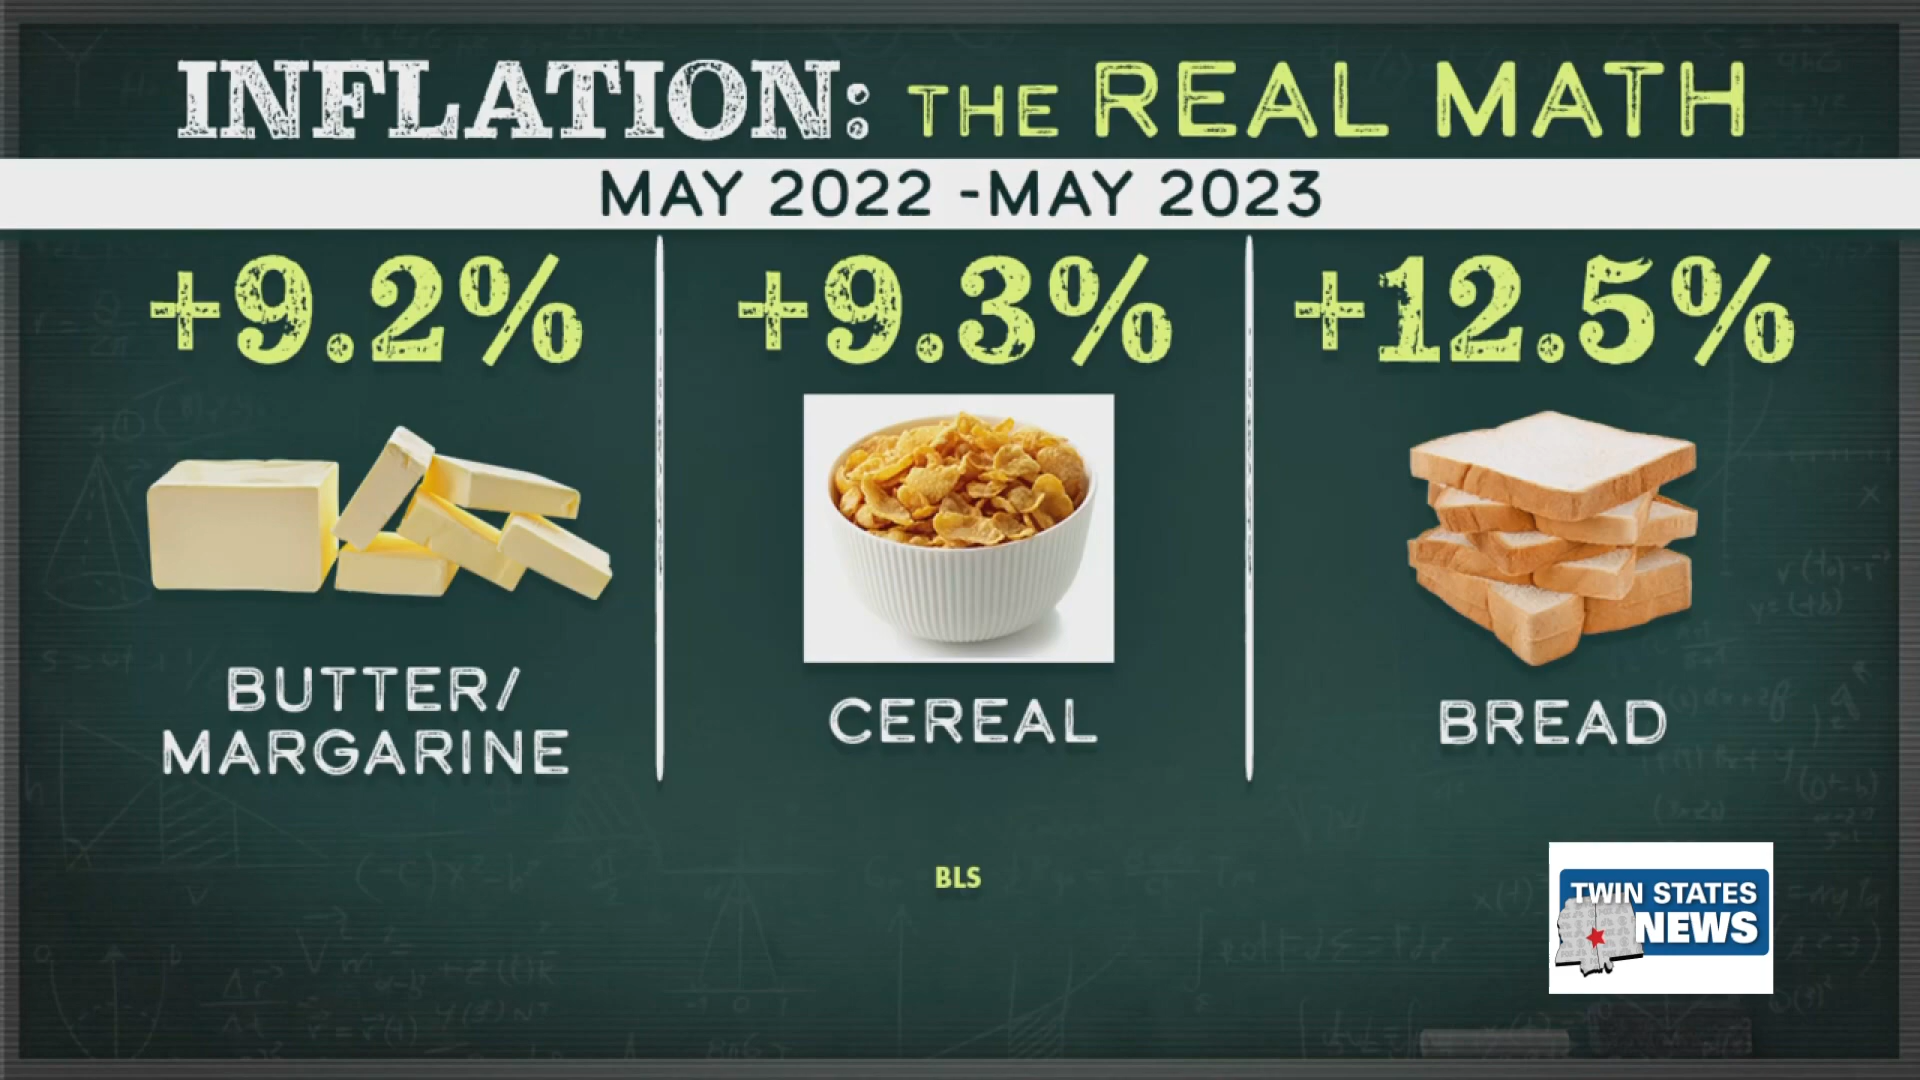 INFLATION: THE REAL MATH
MAY 2022 -MAY 2023
+9.2%
+9.3%
+12.5%
BUTTER/
MARGARINE
CEREAL
BREAD
BLS
TWIN STATES
NEWS